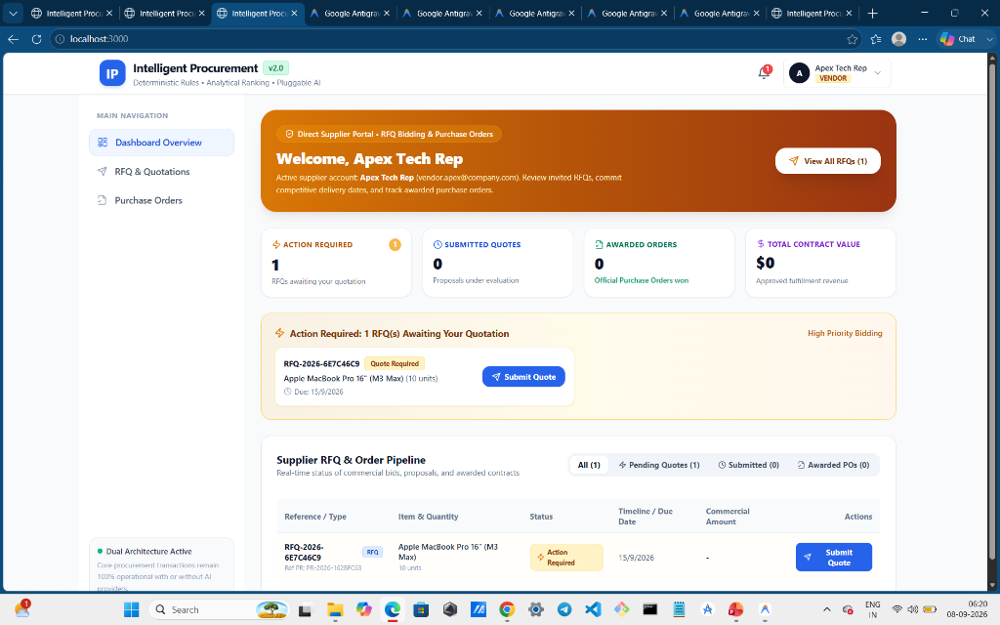 Intelligent Procu
Intelligent Procu
Intelligent Procu
Google Antigrav
Google Antigrav
Google Antigrav
Google Antigrav
Google Antigrav
Intelligent Procu
localhost:3000
Chat
IP
Intelligent Procurement v2.0
Deterministic Rules • Analytical Ranking • Pluggable AI
1
A
Apex Tech Rep
VENDOR
MAIN NAVIGATION
Dashboard Overview
RFQ & Quotations
Purchase Orders
Dual Architecture Active
Core procurement transactions remain
100% operational with or without AI
providers.
Direct Supplier Portal • RFQ Bidding & Purchase Orders
Welcome, Apex Tech Rep
Active supplier account: Apex Tech Rep (vendor.apex@company.com). Review invited RFQs, commit
competitive delivery dates, and track awarded purchase orders.
View All RFQs (1)
ACTION REQUIRED 1
1
RFQs awaiting your quotation
SUBMITTED QUOTES
0
Proposals under evaluation
AWARDED ORDERS
0
Official Purchase Orders won
$ TOTAL CONTRACT VALUE
$0
Approved fulfillment revenue
Action Required: 1 RFQ(s) Awaiting Your Quotation
High Priority Bidding
RFQ-2026-6E7C46C9 Quote Required
Apple MacBook Pro 16" (M3 Max) (10 units)
Due: 15/9/2026
Submit Quote
Supplier RFQ & Order Pipeline
Real-time status of commercial bids, proposals, and awarded contracts
All (1) Pending Quotes (1) Submitted (0) Awarded POs (0)
Reference / Type Item & Quantity Status Timeline / Due Date Commercial Amount Actions
RFQ-2026-6E7C46C9 RFQ
Ref PR: PR-2026-1628FC63
Apple MacBook Pro 16" (M3 Max)
10 units
Action Required
15/9/2026
-
Submit Quote
1
Search
ENG
IN
06:20
08-09-2026